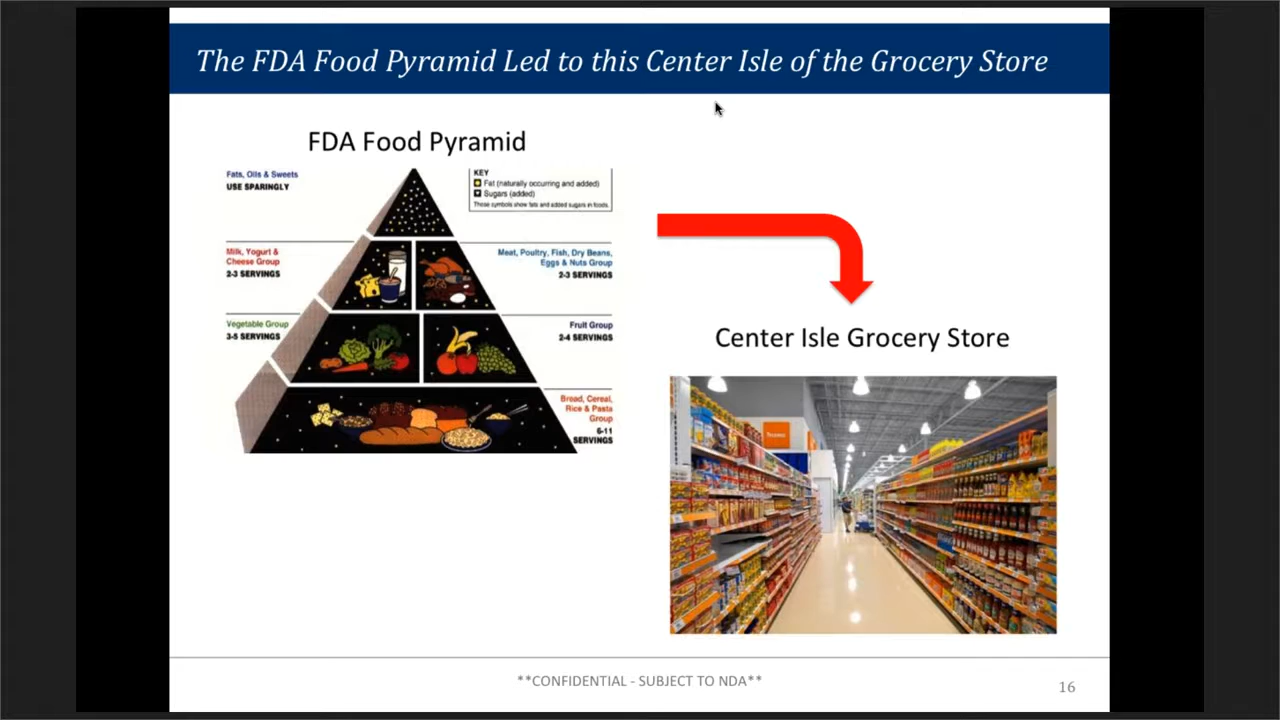 The FDA Food Pyramid Led to this Center Isle of the Grocery Store
FDA Food Pyramid
Fats, Oils & Sweets
USE SPARINGLY
KEY
Fat (naturally occurring and added)
Sugars (added)
These symbols show fats and added sugars in foods.
Milk, Yogurt &
Cheese Group
2-3 SERVINGS
Meat, Poultry, Fish, Dry Beans,
Eggs & Nuts Group
2-3 SERVINGS
Vegetable Group
3-5 SERVINGS
Fruit Group
2-4 SERVINGS
Bread, Cereal,
Rice & Pasta
Group
6-11
SERVINGS
Center Isle Grocery Store
**CONFIDENTIAL - SUBJECT TO NDA**
16